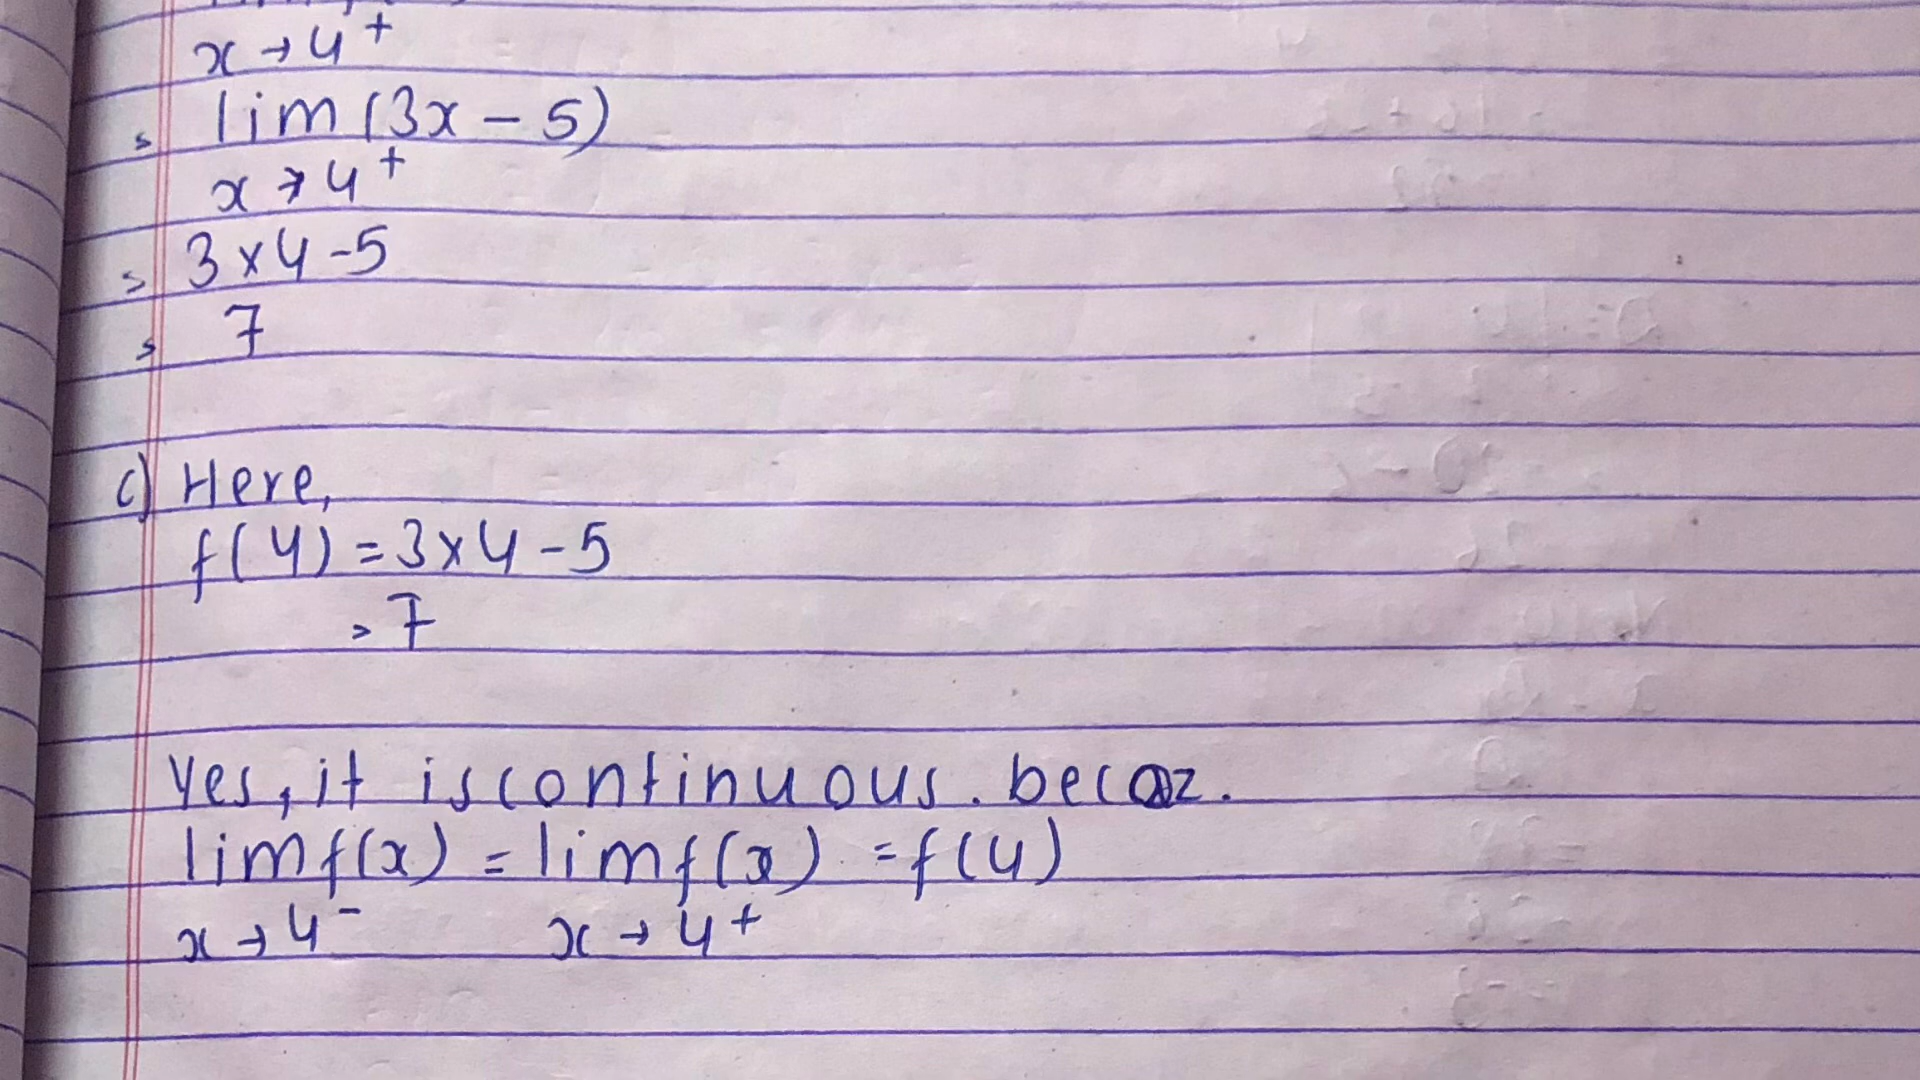 x → 4⁺
= lim (3x - 5)
x → 4⁺
= 3 × 4 - 5
= 7
c) Here,
f(4) = 3 × 4 - 5
= 7
Yes, it is continuous. becoz.
lim f(x) = lim f(x) = f(4)
x → 4⁻ x → 4⁺